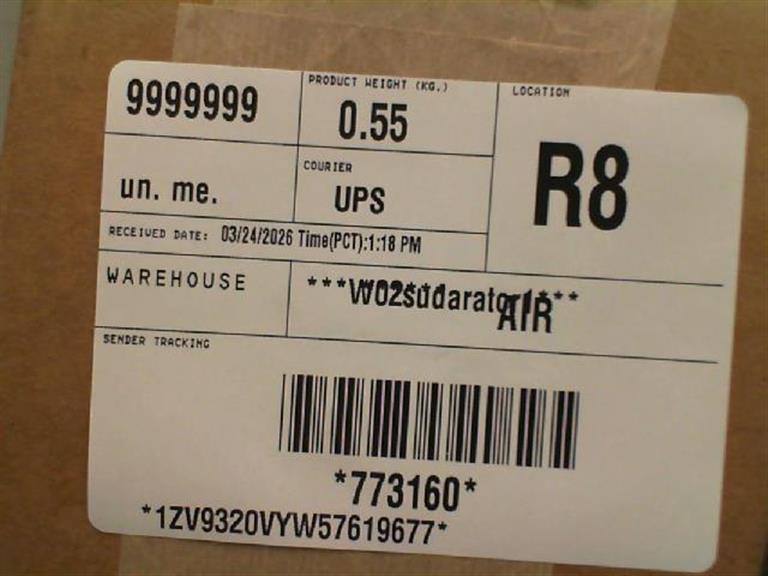 9999999
PRODUCT WEIGHT (KG.)
0.55
LOCATION
R8
un. me.
COURIER
UPS
RECEIVED DATE: 03/24/2026 Time(PCT):1:18 PM
WAREHOUSE
AIR
SENDER TRACKING
*773160*
*1ZV9320VYW57619677*